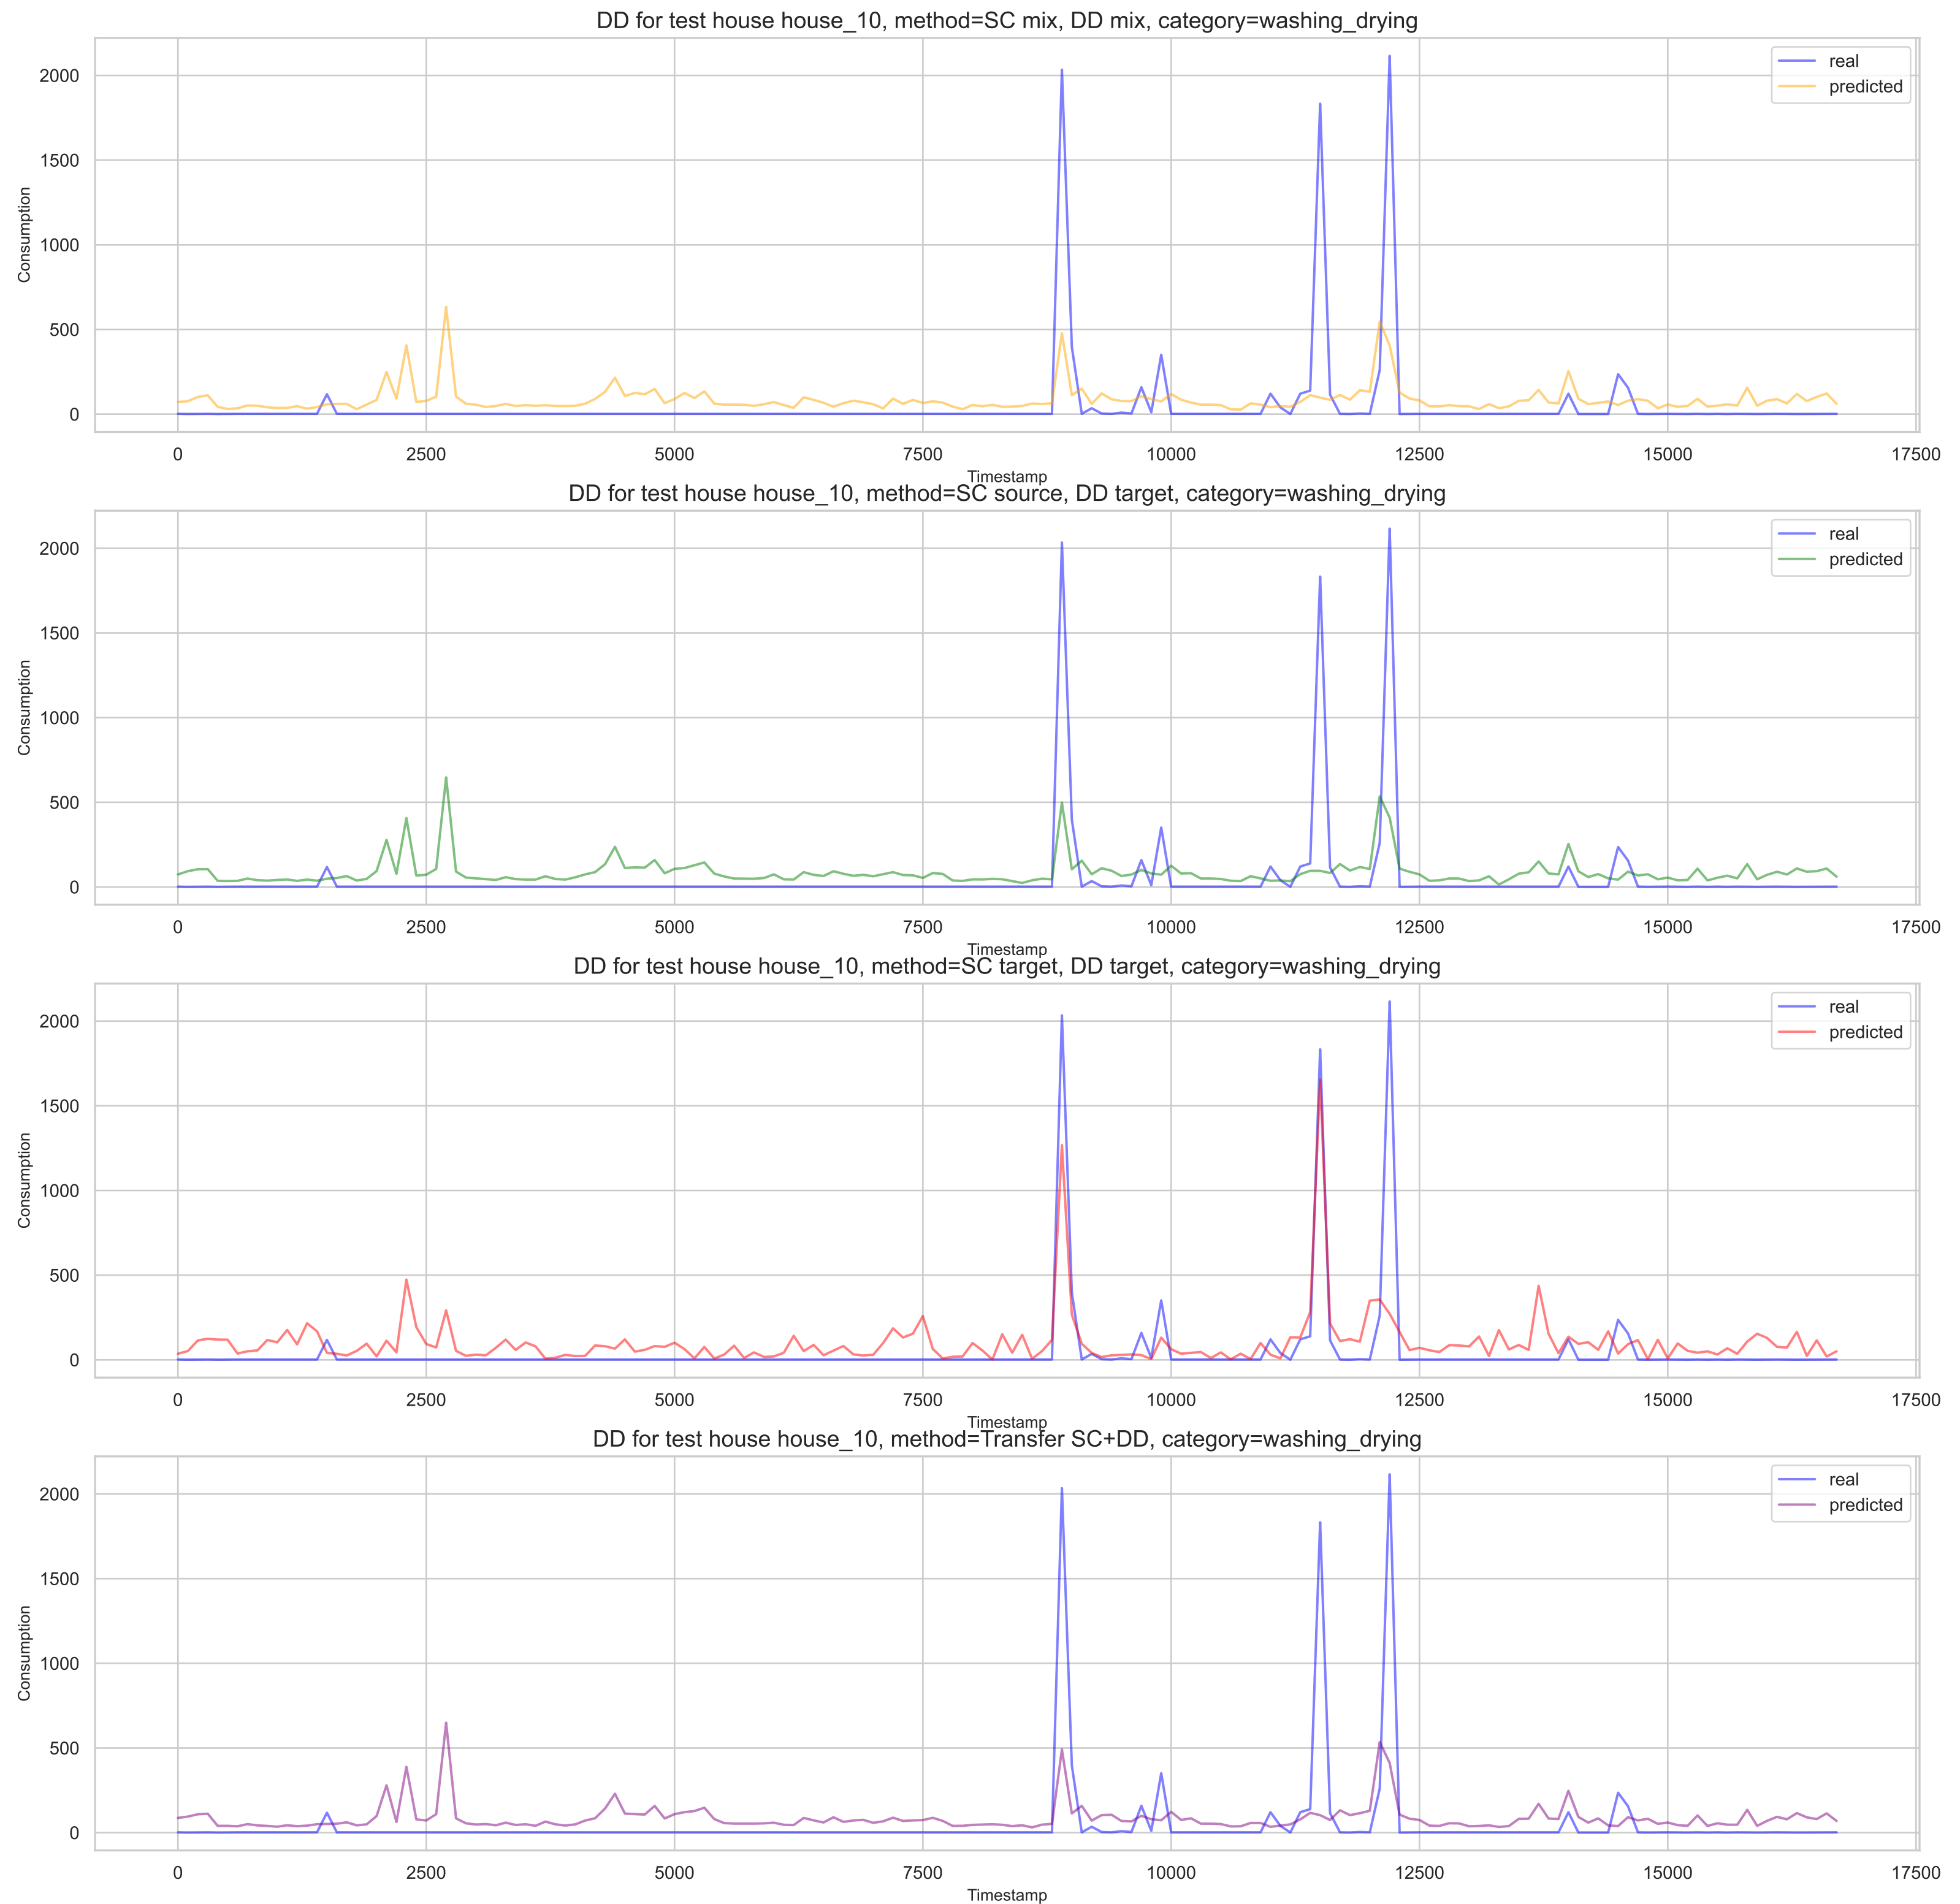 DD for test house house_10, method=SC mix, DD mix, category=washing_drying
real
predicted
2000
1500
1000
500
0
Consumption
0 2500 5000 7500 10000 12500 15000 17500
Timestamp
DD for test house house_10, method=SC source, DD target, category=washing_drying
real
predicted
2000
1500
1000
500
0
Consumption
0 2500 5000 7500 10000 12500 15000 17500
Timestamp
DD for test house house_10, method=SC target, DD target, category=washing_drying
real
predicted
2000
1500
1000
500
0
Consumption
0 2500 5000 7500 10000 12500 15000 17500
Timestamp
DD for test house house_10, method=Transfer SC+DD, category=washing_drying
real
predicted
2000
1500
1000
500
0
Consumption
0 2500 5000 7500 10000 12500 15000 17500
Timestamp